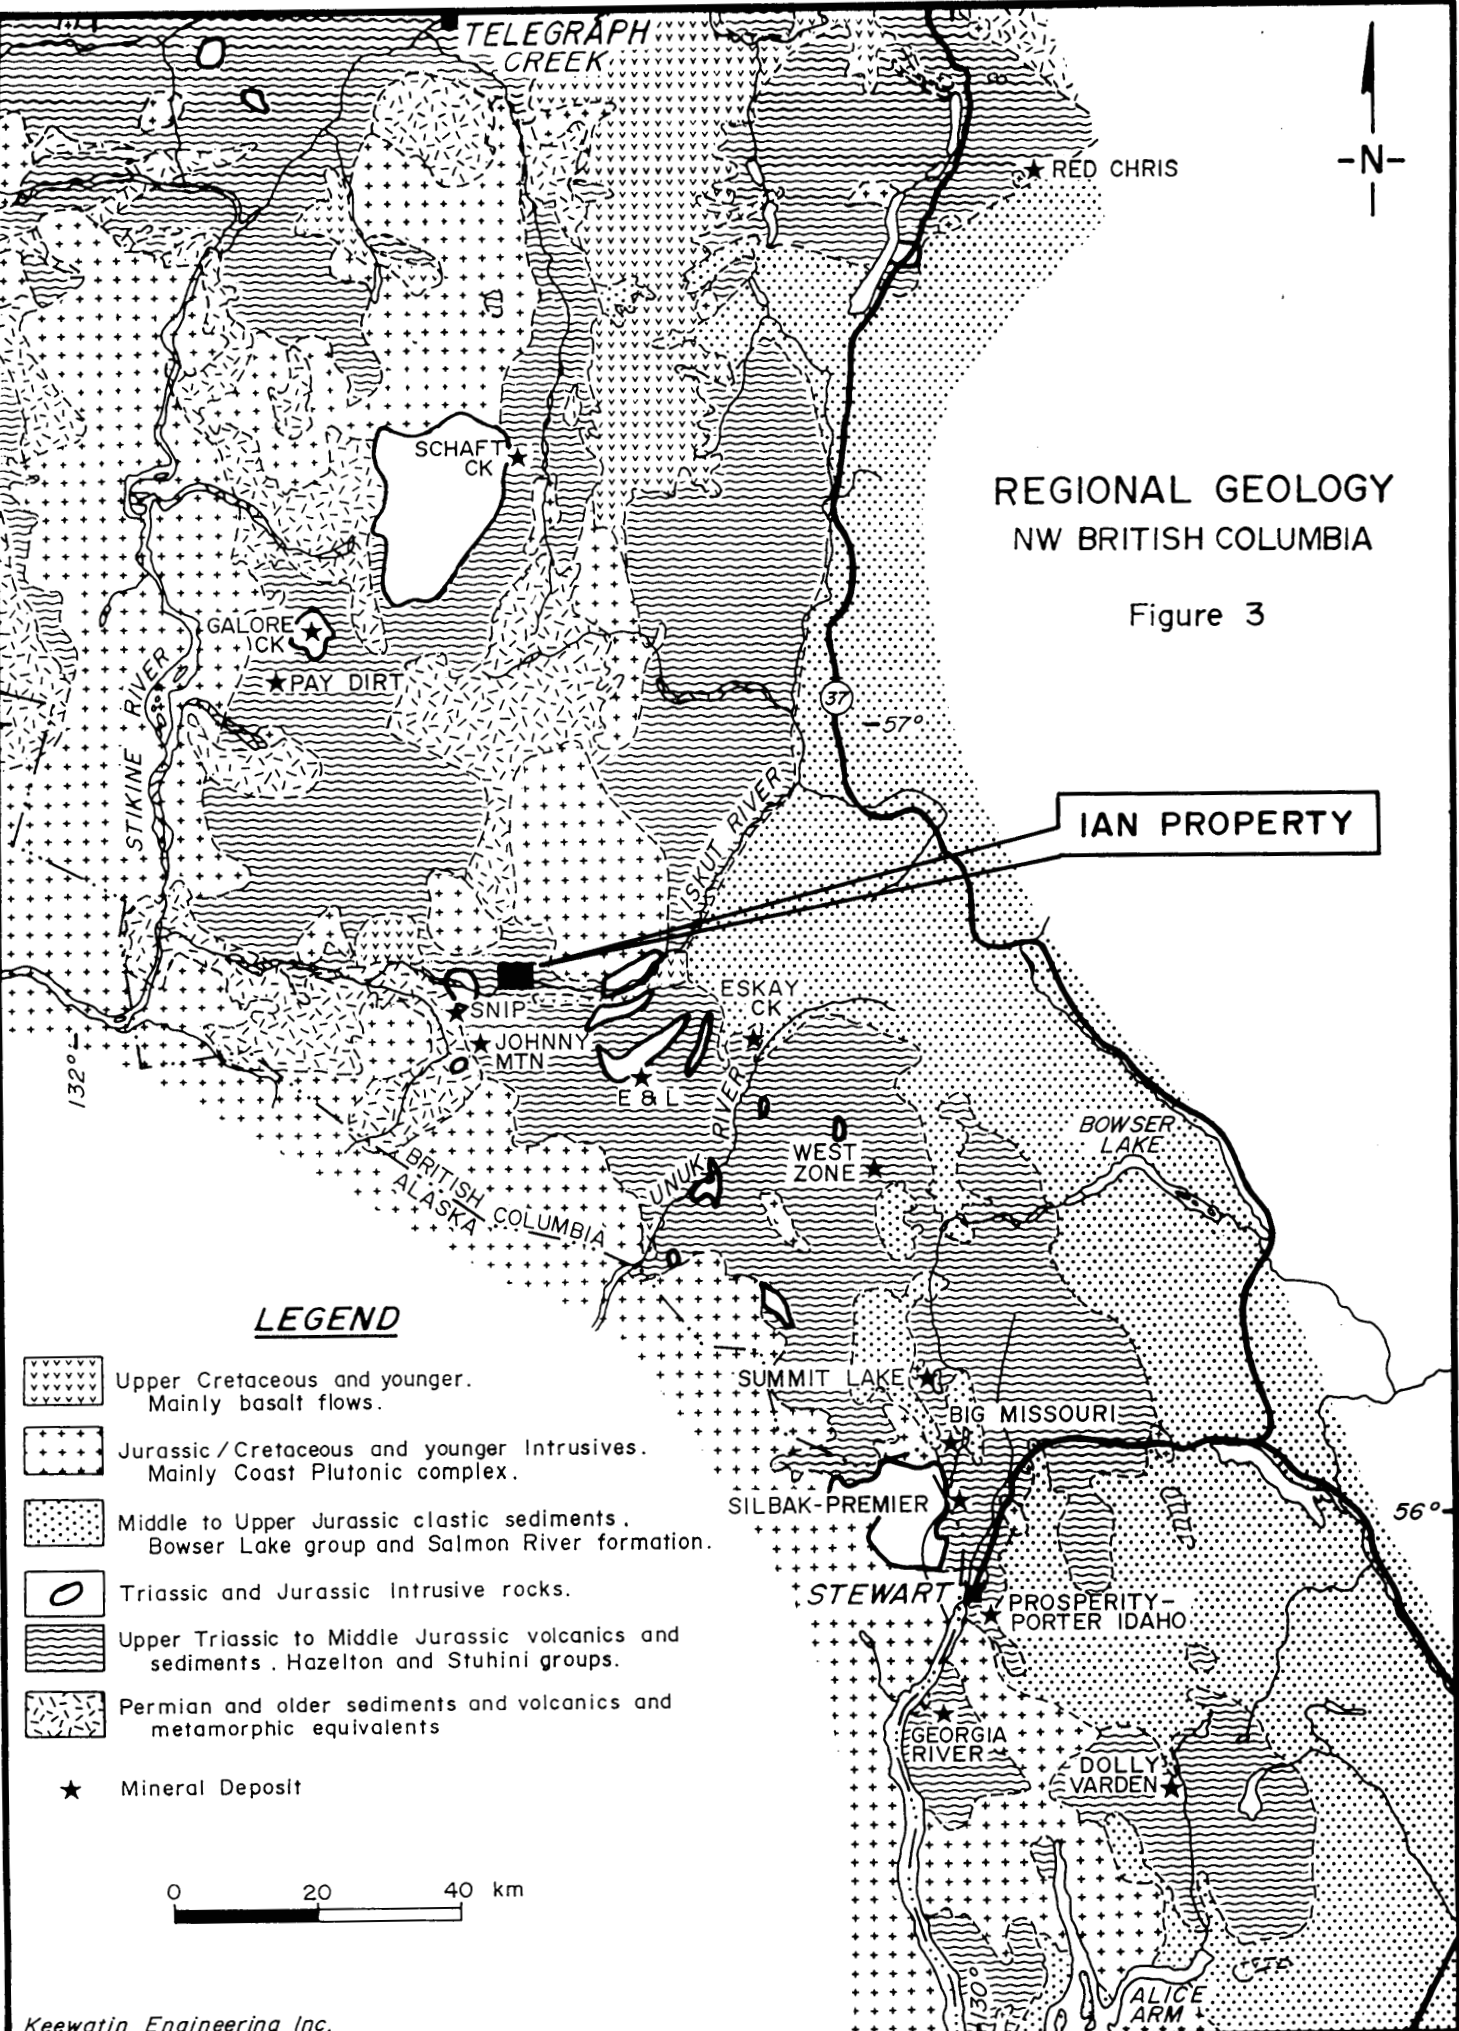 TELEGRAPH
CREEK
-N-
RED CHRIS
SCHAFT
CK
REGIONAL GEOLOGY
NW BRITISH COLUMBIA
Figure 3
GALORE
CK
PAY DIRT
STIKINE RIVER
37
57°
ISKUT RIVER
IAN PROPERTY
SNIP
JOHNNY
MTN
ESKAY
CK
E & L
132°
UNUK RIVER
WEST
ZONE
BOWSER
LAKE
BRITISH COLUMBIA
ALASKA
SUMMIT LAKE
BIG MISSOURI
SILBAK-PREMIER
56°
STEWART
PROSPERITY-
PORTER IDAHO
GEORGIA
RIVER
DOLLY
VARDEN
130°
ALICE
ARM
LEGEND
Upper Cretaceous and younger.
Mainly basalt flows.
Jurassic / Cretaceous and younger Intrusives.
Mainly Coast Plutonic complex.
Middle to Upper Jurassic clastic sediments.
Bowser Lake group and Salmon River formation.
Triassic and Jurassic Intrusive rocks.
Upper Triassic to Middle Jurassic volcanics and
sediments. Hazelton and Stuhini groups.
Permian and older sediments and volcanics and
metamorphic equivalents
Mineral Deposit
0 20 40 km
Keewatin Engineering Inc.